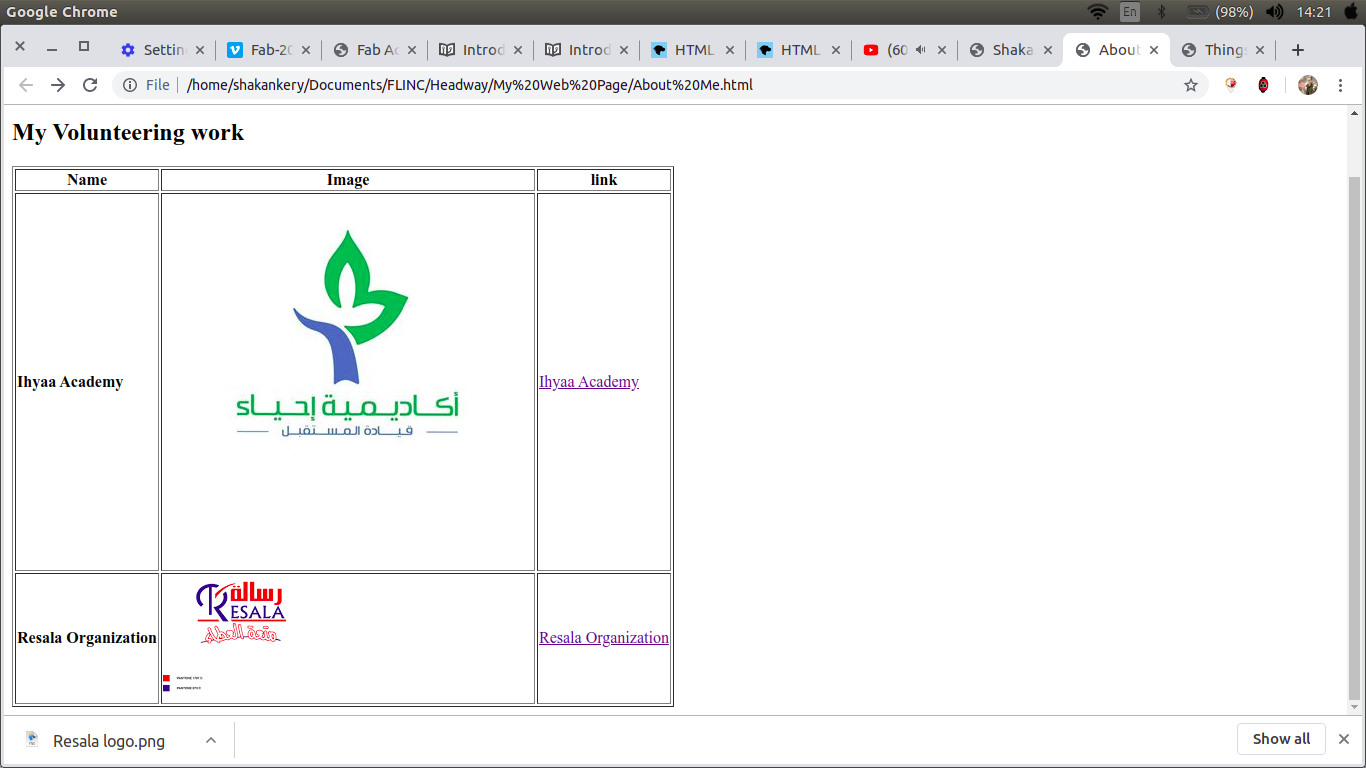 Google Chrome
En
(98%)
14:21
Settin
Fab-20
Fab Ac
Introd
Introd
HTML
HTML
(60
Shaka
About
Thing
File
/home/shakankery/Documents/FLINC/Headway/My%20Web%20Page/About%20Me.html
My Volunteering work
Name Image link
Ihyaa Academy
أكاديمية إحياء
قيادة المستقبل
Ihyaa Academy
Resala Organization
رسالة
RESALA
متعة العطاء
Resala Organization
Resala logo.png
Show all